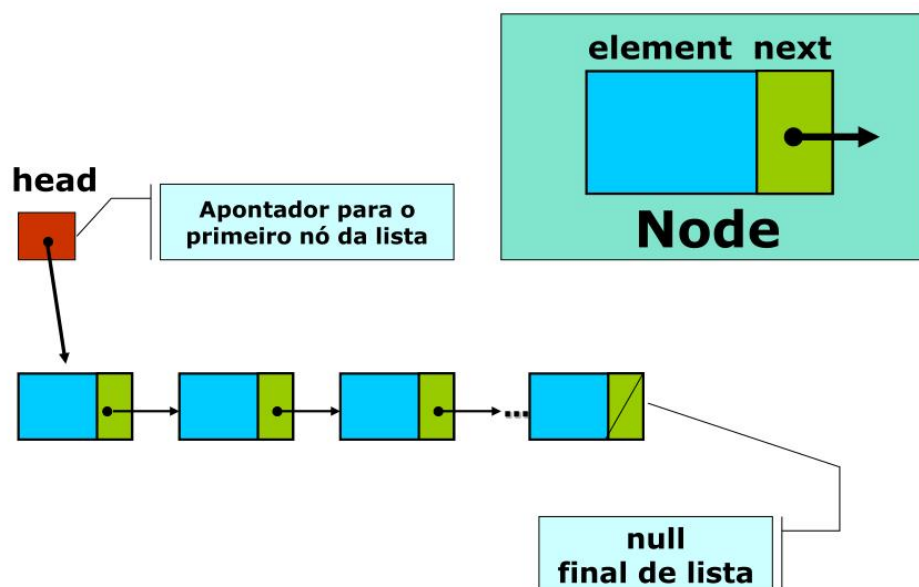 element next
Node
head
Apontador para o
primeiro nó da lista
...
null
final de lista